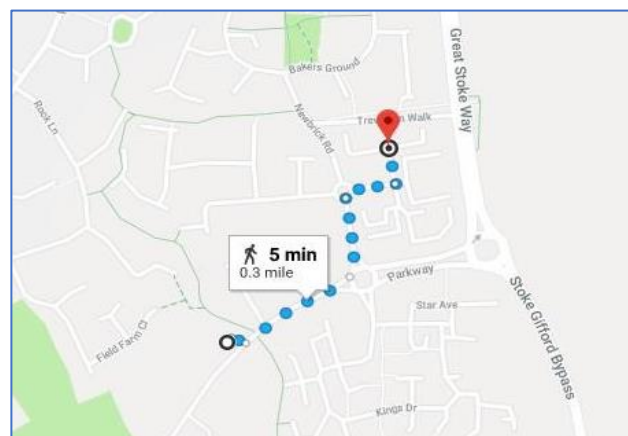 Rock Ln
Bakers Ground
Newbrick Rd
Great Stoke Way
Walk
5 min
0.3 mile
Parkway
Star Ave
Stoke Gifford Bypass
Field Farm Cl
Kings Dr